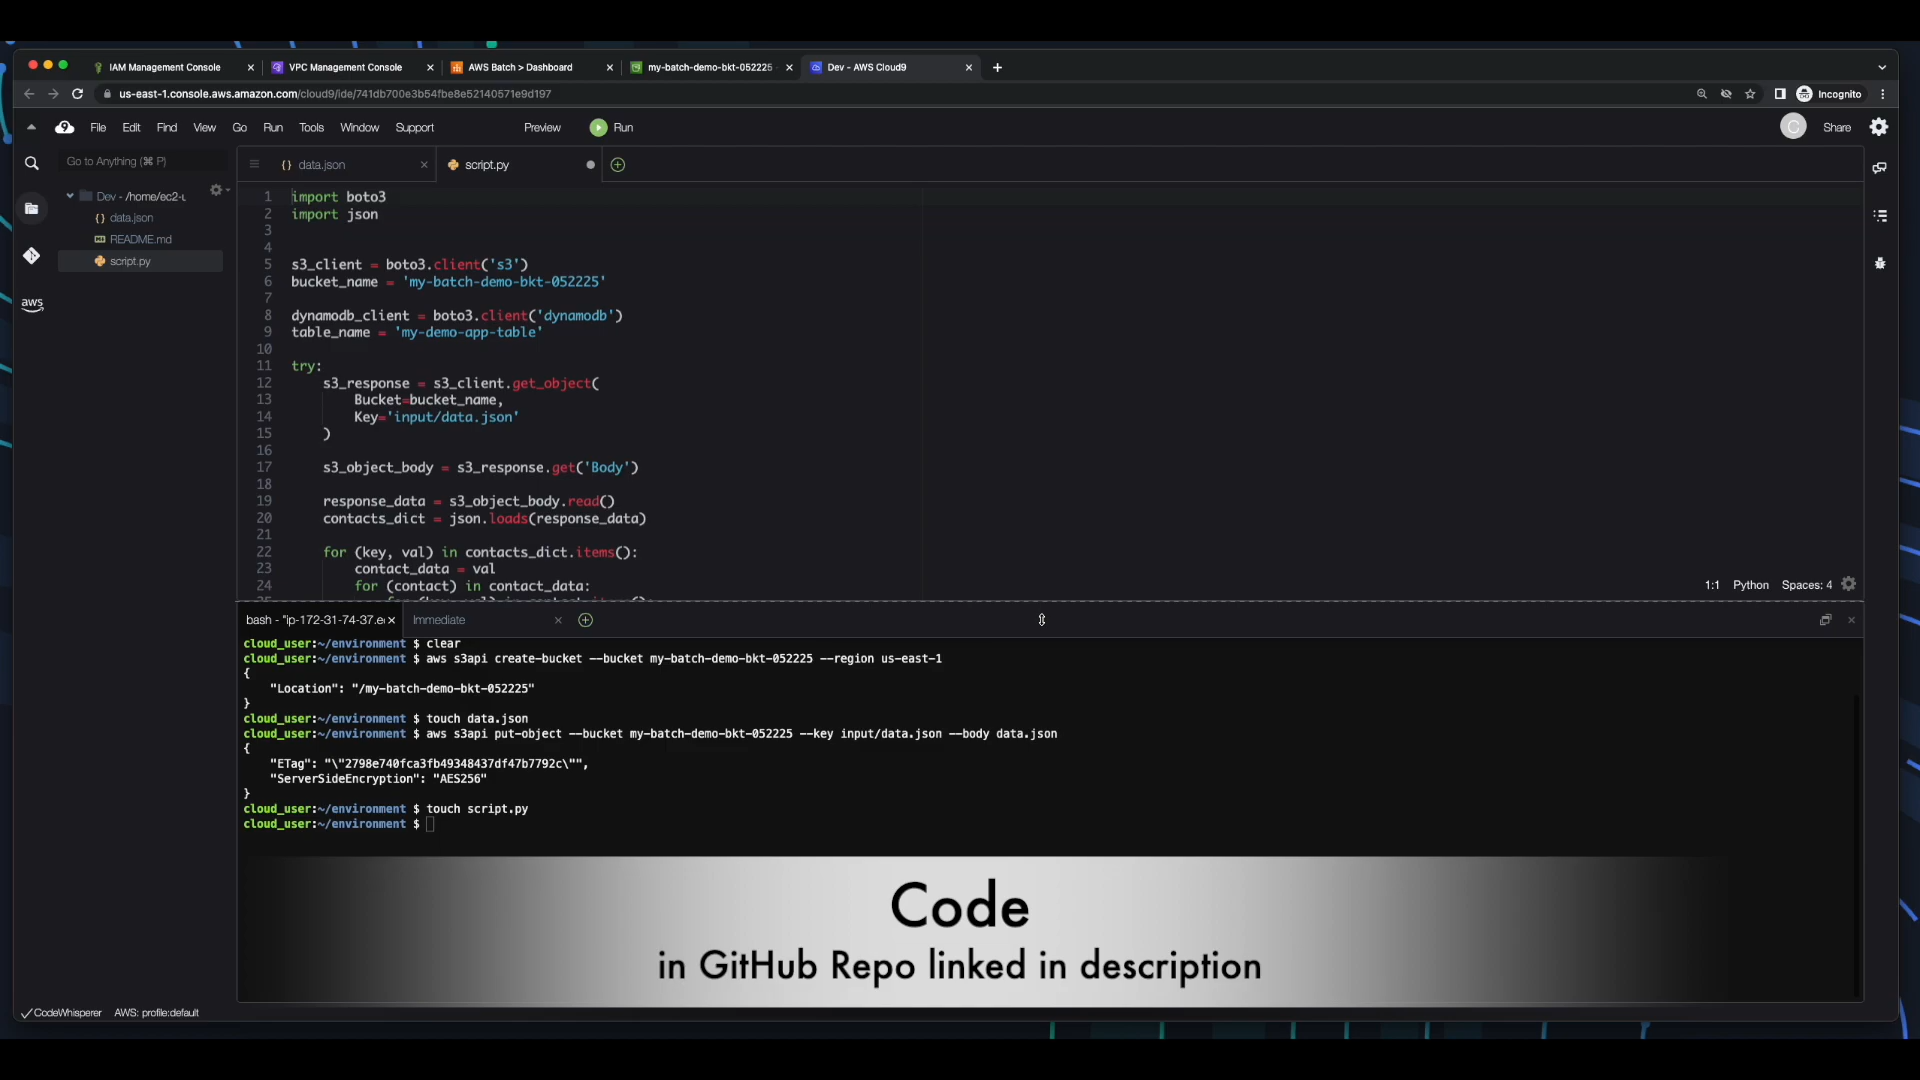 IAM Management Console
VPC Management Console
AWS Batch > Dashboard
my-batch-demo-bkt-052225
Dev - AWS Cloud9
us-east-1.console.aws.amazon.com/cloud9/ide/741db700e3b54fbe8e52140571e9d197
Incognito
9 File Edit Find View Go Run Tools Window Support Preview Run
C Share
Go to Anything (⌘ P)
{} data.json
script.py
Dev - /home/ec2-u
{} data.json
README.md
script.py
aws
1 import boto3
2 import json
3
4
5 s3_client = boto3.client('s3')
6 bucket_name = 'my-batch-demo-bkt-052225'
7
8 dynamodb_client = boto3.client('dynamodb')
9 table_name = 'my-demo-app-table'
10
11 try:
12 s3_response = s3_client.get_object(
13 Bucket=bucket_name,
14 Key='input/data.json'
15 )
16
17 s3_object_body = s3_response.get('Body')
18
19 response_data = s3_object_body.read()
20 contacts_dict = json.loads(response_data)
21
22 for (key, val) in contacts_dict.items():
23 contact_data = val
24 for (contact) in contact_data:
1:1 Python Spaces: 4
bash - "ip-172-31-74-37.e
Immediate
cloud_user:~/environment $ clear
cloud_user:~/environment $ aws s3api create-bucket --bucket my-batch-demo-bkt-052225 --region us-east-1
{
"Location": "/my-batch-demo-bkt-052225"
}
cloud_user:~/environment $ touch data.json
cloud_user:~/environment $ aws s3api put-object --bucket my-batch-demo-bkt-052225 --key input/data.json --body data.json
{
"ETag": "\"2798e740fca3fb49348437df47b7792c\"",
"ServerSideEncryption": "AES256"
}
cloud_user:~/environment $ touch script.py
cloud_user:~/environment $
Code
in GitHub Repo linked in description
CodeWhisperer AWS: profile:default